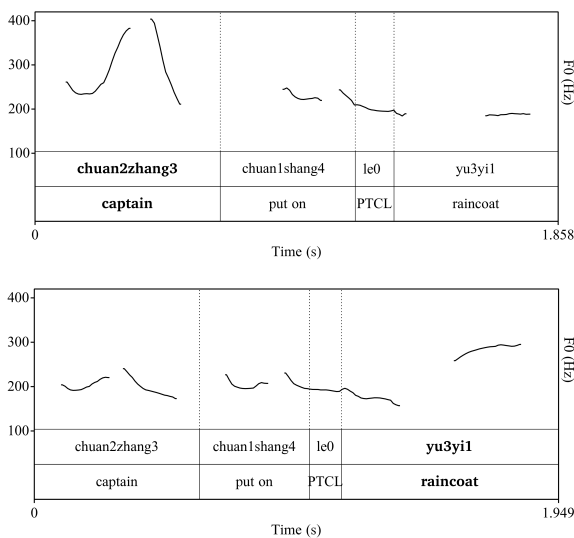 400
300
200
100
F0 (Hz)
chuan2zhang3 chuan1shang4 le0 yu3yi1
captain put on PTCL raincoat
0 1.858
Time (s)
400
300
200
100
F0 (Hz)
chuan2zhang3 chuan1shang4 le0 yu3yi1
captain put on PTCL raincoat
0 1.949
Time (s)